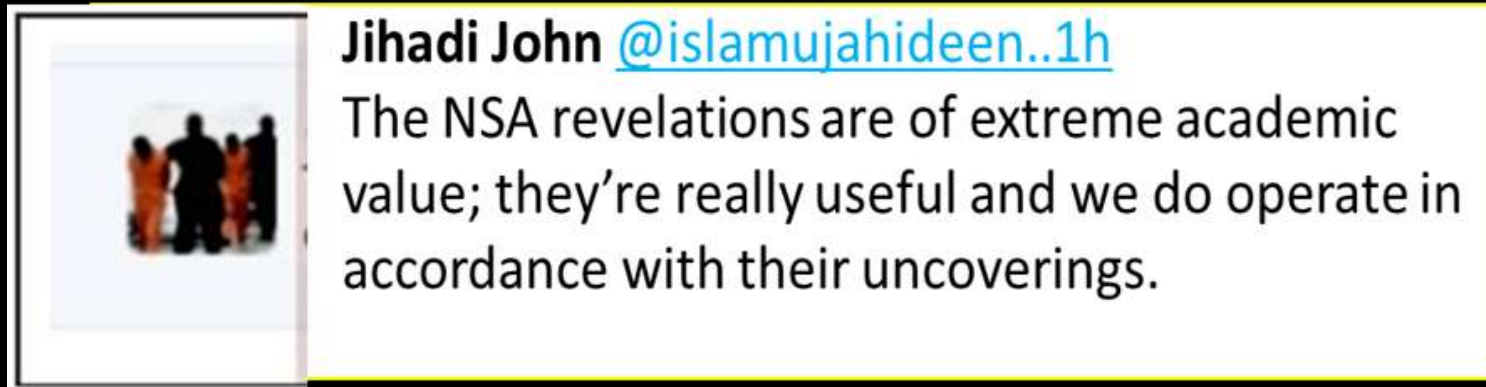 Jihadi John @islamujahideen..1h
The NSA revelations are of extreme academic
value; they’re really useful and we do operate in
accordance with their uncoverings.